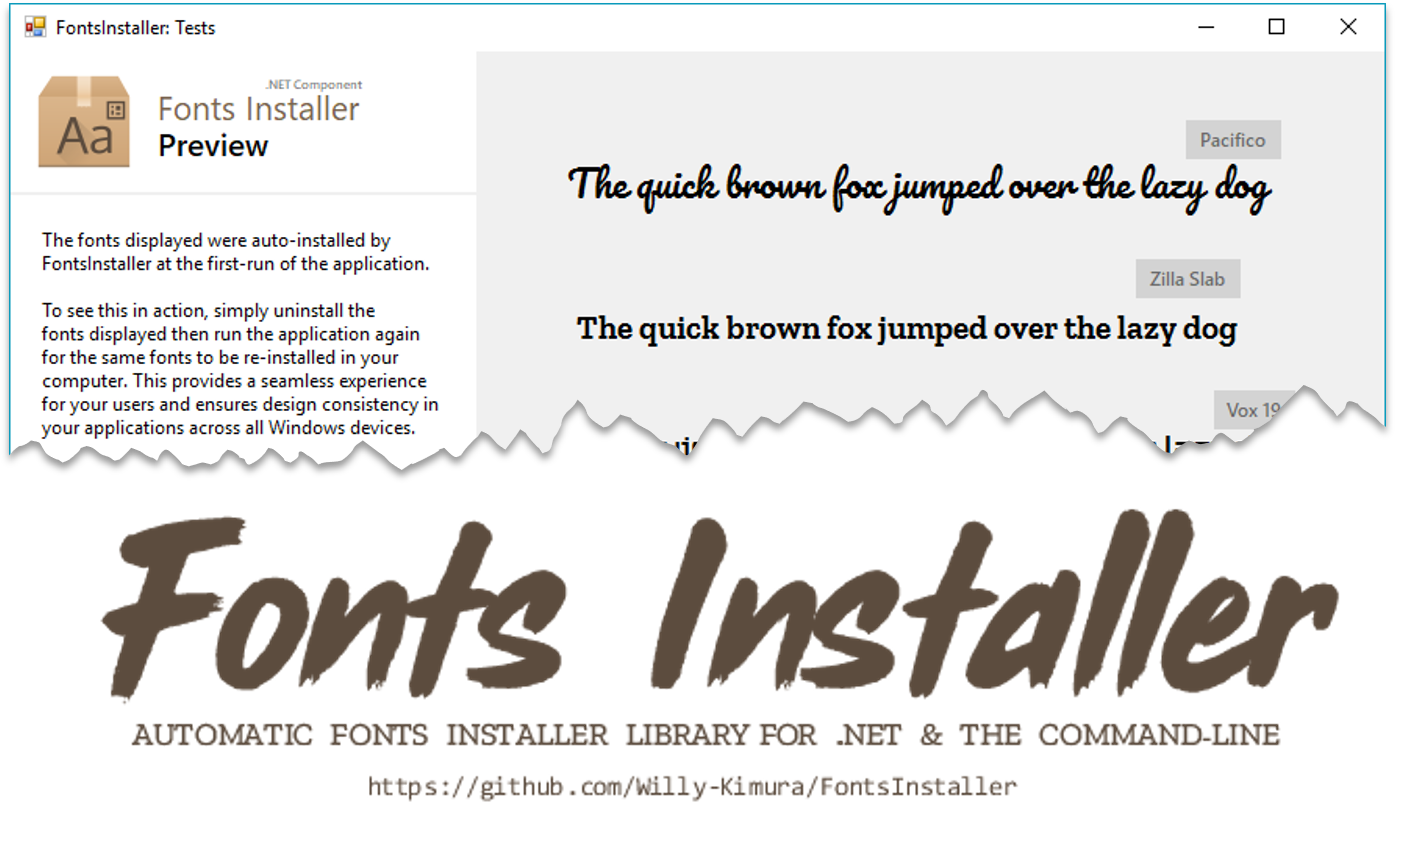 FontsInstaller: Tests
Aa
.NET Component
Fonts Installer
Preview
The fonts displayed were auto-installed by
FontsInstaller at the first-run of the application.
To see this in action, simply uninstall the
fonts displayed then run the application again
for the same fonts to be re-installed in your
computer. This provides a seamless experience
for your users and ensures design consistency in
your applications across all Windows devices.
Pacifico
The quick brown fox jumped over the lazy dog
Zilla Slab
The quick brown fox jumped over the lazy dog
Vox
Fonts Installer
AUTOMATIC FONTS INSTALLER LIBRARY FOR .NET & THE COMMAND-LINE
https://github.com/Willy-Kimura/FontsInstaller